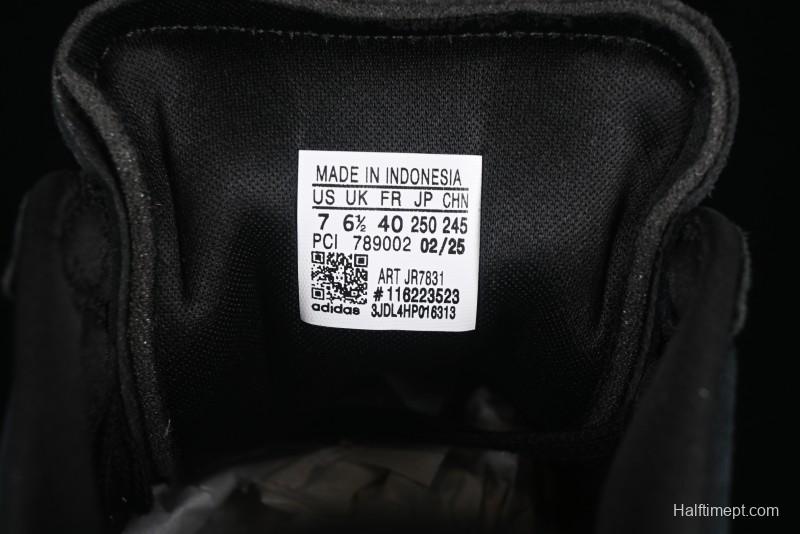 MADE IN INDONESIA
US UK FR JP CHN
7 6½ 40 250 245
PCI 789002 02/25
ART JR7831
#116223523
adidas 3JDL4HP016313
Halftimept.com